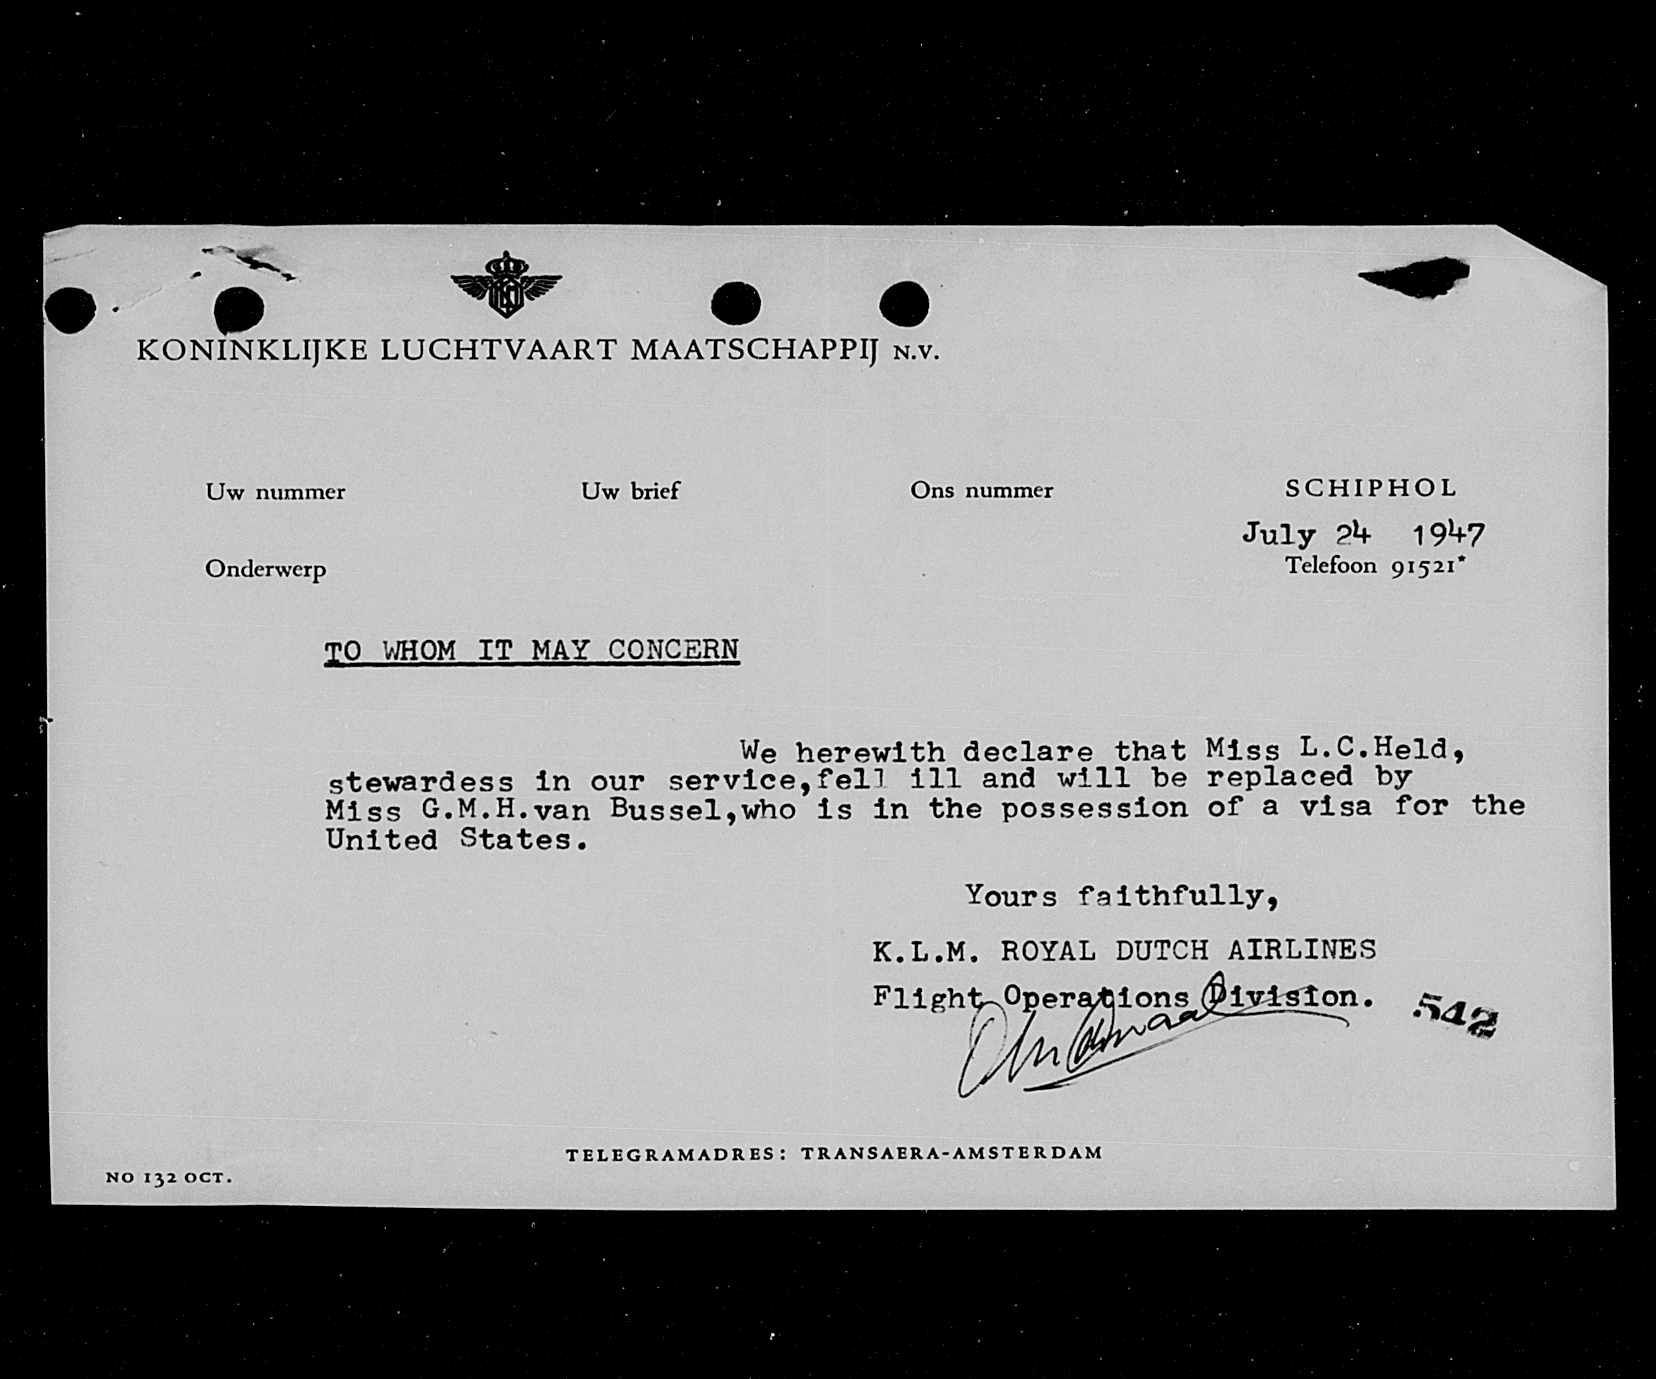 KONINKLIJKE LUCHTVAART MAATSCHAPPIJ N.V.
Uw nummer Uw brief Ons nummer SCHIPHOL
July 24 1947
Onderwerp Telefoon 91521*
TO WHOM IT MAY CONCERN
We herewith declare that Miss L.C.Held,
stewardess in our service,fell ill and will be replaced by
Miss G.M.H.van Bussel,who is in the possession of a visa for the
United States.
Yours faithfully,
K.L.M. ROYAL DUTCH AIRLINES
Flight Operations Division.
542
TELEGRAMADRES: TRANSAERA-AMSTERDAM
NO 132 OCT.